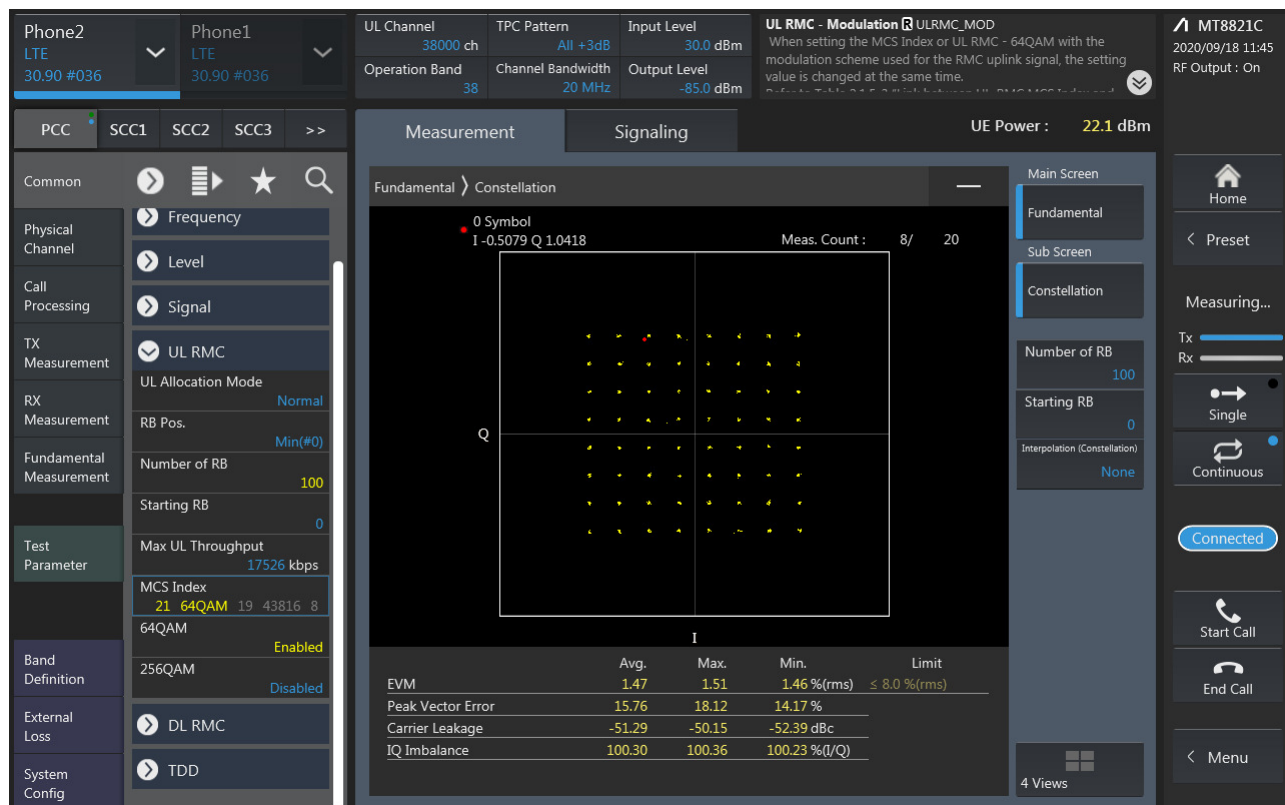 Phone2
LTE
30.90 #036
Phone1
LTE
30.90 #036
UL Channel
38000 ch
Operation Band
38
TPC Pattern
All +3dB
Channel Bandwidth
20 MHz
Input Level
30.0 dBm
Output Level
-85.0 dBm
UL RMC - Modulation R ULRMC_MOD
When setting the MCS Index or UL RMC - 64QAM with the
modulation scheme used for the RMC uplink signal, the setting
value is changed at the same time.
MT8821C
2020/09/18 11:45
RF Output : On
PCC
SCC1
SCC2
SCC3
>>
Measurement
Signaling
UE Power : 22.1 dBm
Common
Physical
Channel
Call
Processing
TX
Measurement
RX
Measurement
Fundamental
Measurement
Test
Parameter
Band
Definition
External
Loss
System
Config
Frequency
Level
Signal
UL RMC
UL Allocation Mode
Normal
RB Pos.
Min(#0)
Number of RB
100
Starting RB
0
Max UL Throughput
17526 kbps
MCS Index
21 64QAM 19 43816 8
64QAM
Enabled
256QAM
Disabled
DL RMC
TDD
Fundamental ⟩ Constellation
0 Symbol
I -0.5079 Q 1.0418
Meas. Count : 8/ 20
Q
I
Avg. Max. Min. Limit
EVM 1.47 1.51 1.46 %(rms) ≤ 8.0 %(rms)
Peak Vector Error 15.76 18.12 14.17 %
Carrier Leakage -51.29 -50.15 -52.39 dBc
IQ Imbalance 100.30 100.36 100.23 %(I/Q)
Main Screen
Fundamental
Sub Screen
Constellation
Number of RB
100
Starting RB
0
Interpolation (Constellation)
None
4 Views
Home
< Preset
Measuring...
Tx
Rx
Single
Continuous
Connected
Start Call
End Call
< Menu